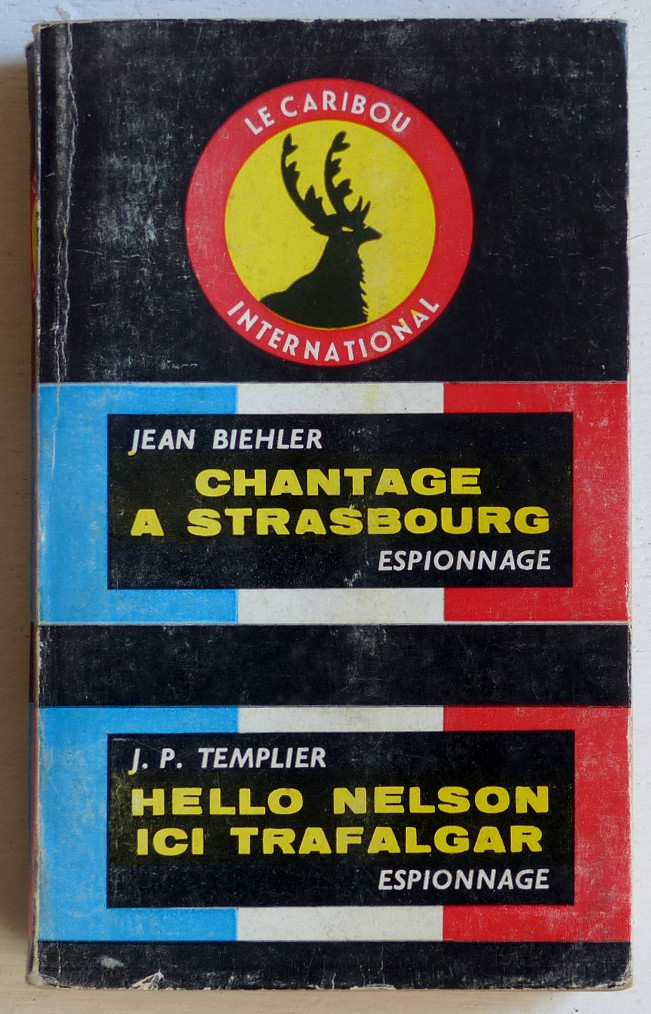 LE CARIBOU
INTERNATIONAL
JEAN BIEHLER
CHANTAGE
A STRASBOURG
ESPIONNAGE
J. P. TEMPLIER
HELLO NELSON
ICI TRAFALGAR
ESPIONNAGE